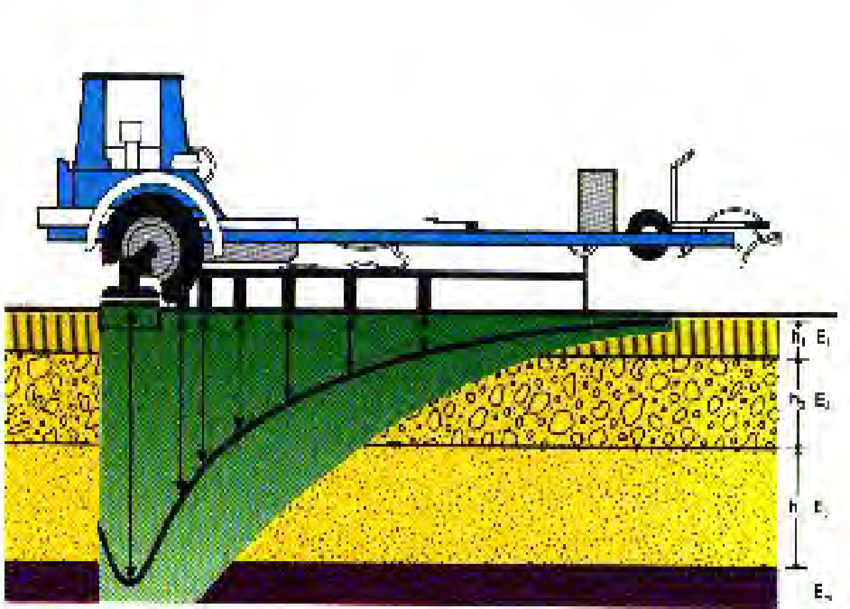 h₁ E₁
h₂ E₂
h E
E